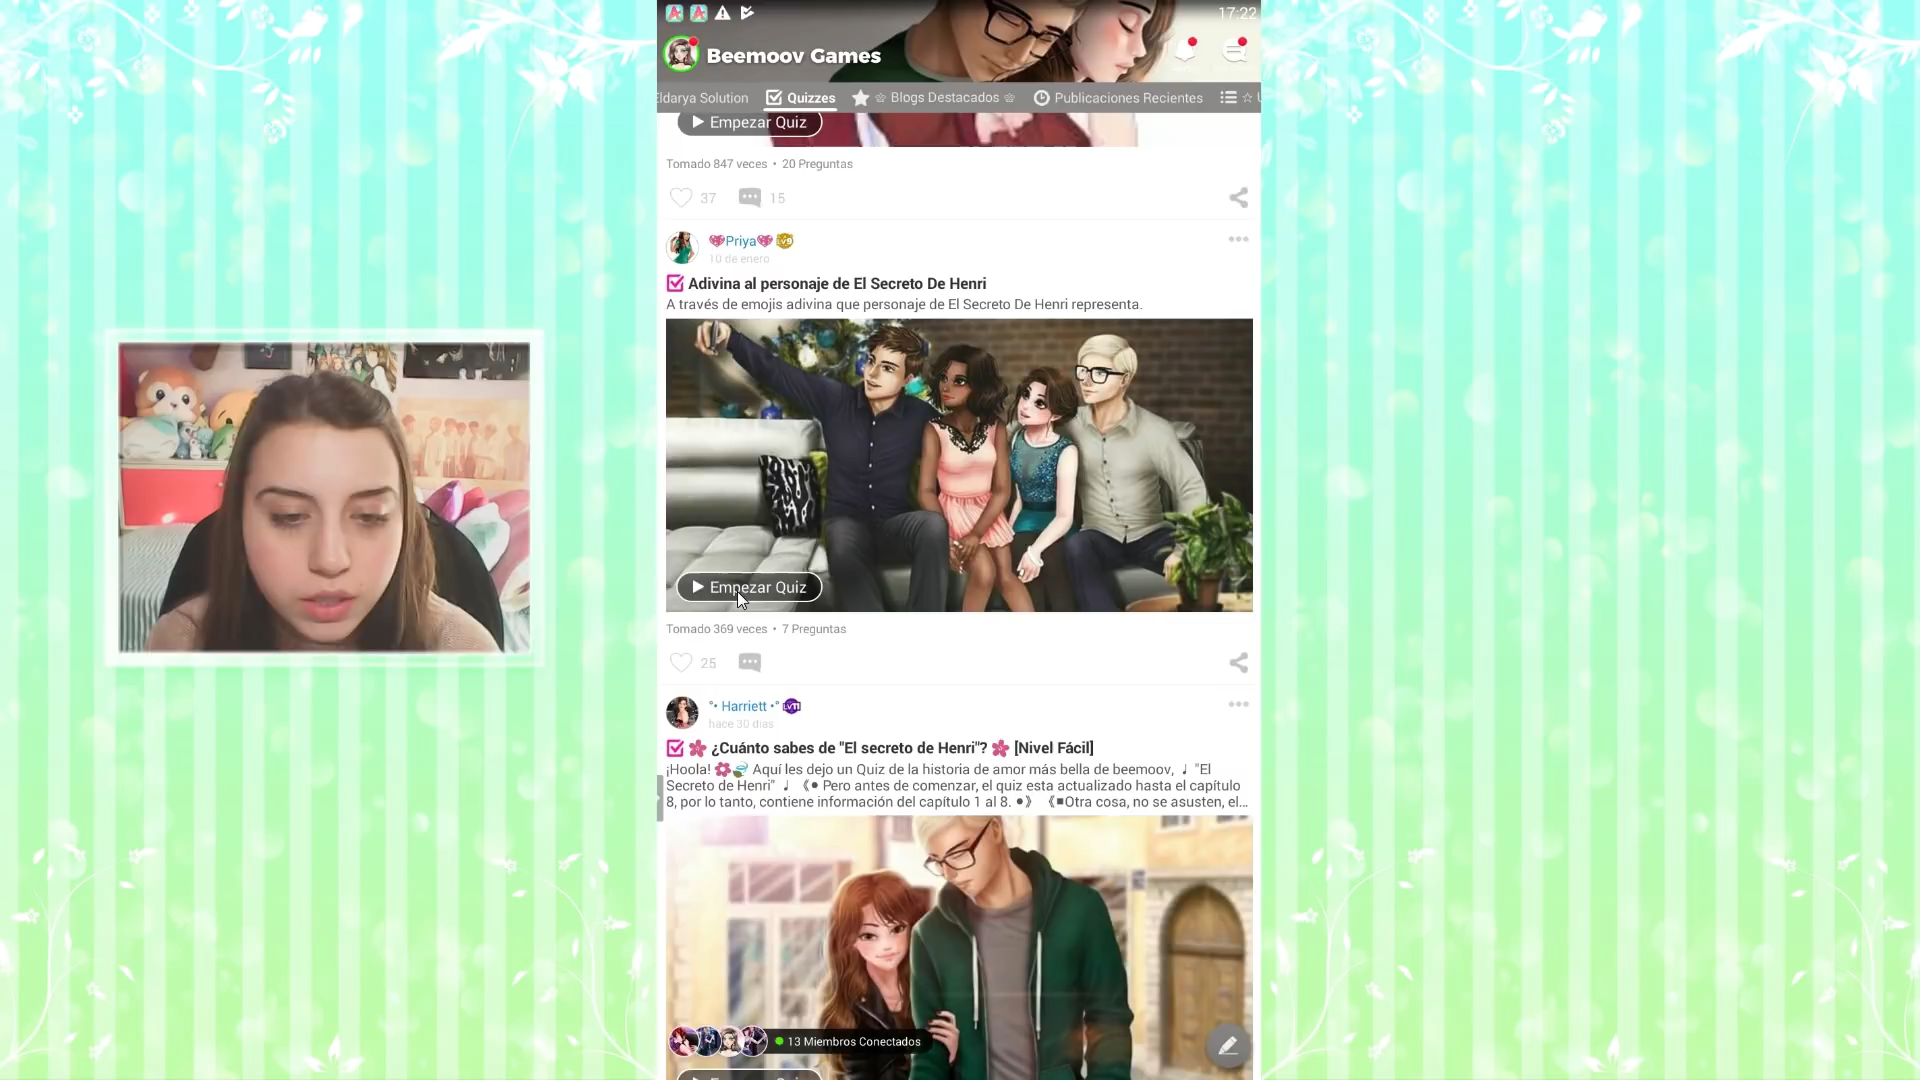 17:22
Beemoov Games
ldarya Solution
Quizzes
☆ Blogs Destacados ☆
Publicaciones Recientes
Empezar Quiz
Tomado 847 veces • 20 Preguntas
37
15
💗Priya💗 LV9
10 de enero
Adivina al personaje de El Secreto De Henri
A través de emojis adivina que personaje de El Secreto De Henri representa.
Empezar Quiz
Tomado 369 veces • 7 Preguntas
25
°• Harriett •° LV11
hace 30 días
🌸 ¿Cuánto sabes de "El secreto de Henri"? 🌸 [Nivel Fácil]
¡Hoola! 🌸🍃 Aquí les dejo un Quiz de la historia de amor más bella de beemoov, ♩ "El
Secreto de Henri" ♩ 《● Pero antes de comenzar, el quiz esta actualizado hasta el capítulo
8, por lo tanto, contiene información del capítulo 1 al 8. ●》 《■Otra cosa, no se asusten, el...
13 Miembros Conectados